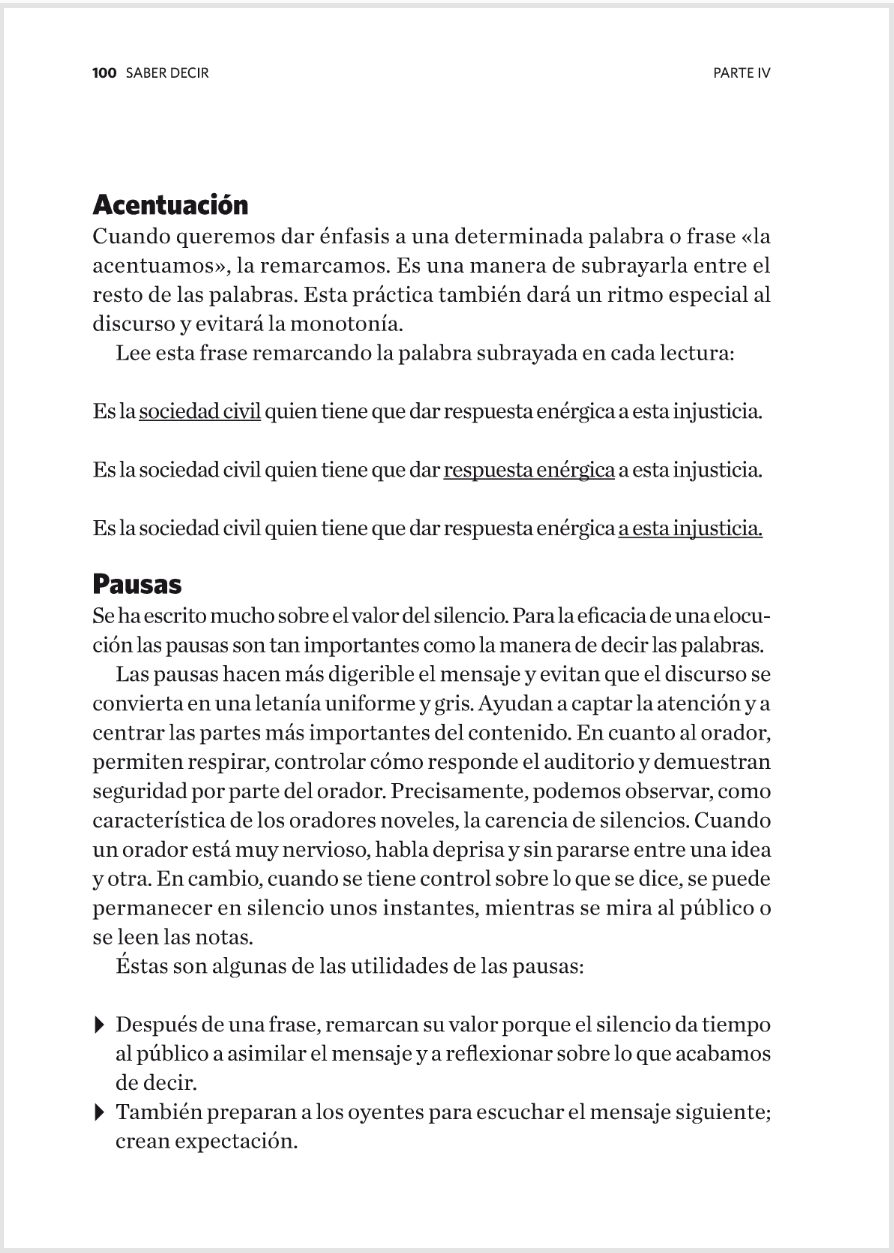 100 SABER DECIR
PARTE IV
Acentuación
Cuando queremos dar énfasis a una determinada palabra o frase «la
acentuamos», la remarcamos. Es una manera de subrayarla entre el
resto de las palabras. Esta práctica también dará un ritmo especial al
discurso y evitará la monotonía.
Lee esta frase remarcando la palabra subrayada en cada lectura:
Es la sociedad civil quien tiene que dar respuesta enérgica a esta injusticia.
Es la sociedad civil quien tiene que dar respuesta enérgica a esta injusticia.
Es la sociedad civil quien tiene que dar respuesta enérgica a esta injusticia.
Pausas
Se ha escrito mucho sobre el valor del silencio. Para la eficacia de una elocu-
ción las pausas son tan importantes como la manera de decir las palabras.
Las pausas hacen más digerible el mensaje y evitan que el discurso se
convierta en una letanía uniforme y gris. Ayudan a captar la atención y a
centrar las partes más importantes del contenido. En cuanto al orador,
permiten respirar, controlar cómo responde el auditorio y demuestran
seguridad por parte del orador. Precisamente, podemos observar, como
característica de los oradores noveles, la carencia de silencios. Cuando
un orador está muy nervioso, habla deprisa y sin pararse entre una idea
y otra. En cambio, cuando se tiene control sobre lo que se dice, se puede
permanecer en silencio unos instantes, mientras se mira al público o
se leen las notas.
Éstas son algunas de las utilidades de las pausas:
Después de una frase, remarcan su valor porque el silencio da tiempo
al público a asimilar el mensaje y a reflexionar sobre lo que acabamos
de decir.
También preparan a los oyentes para escuchar el mensaje siguiente;
crean expectación.